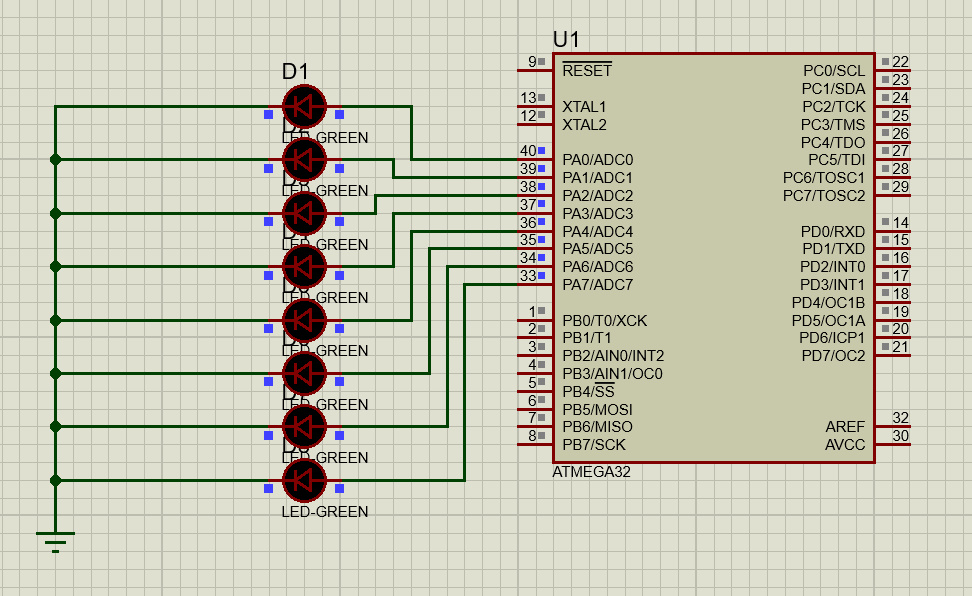 D1
LED-GREEN
LED-GREEN
LED-GREEN
LED-GREEN
LED-GREEN
LED-GREEN
LED-GREEN
LED-GREEN
U1
9 RESET
13 XTAL1
12 XTAL2
40 PA0/ADC0
39 PA1/ADC1
38 PA2/ADC2
37 PA3/ADC3
36 PA4/ADC4
35 PA5/ADC5
34 PA6/ADC6
33 PA7/ADC7
1 PB0/T0/XCK
2 PB1/T1
3 PB2/AIN0/INT2
4 PB3/AIN1/OC0
5 PB4/SS
6 PB5/MOSI
7 PB6/MISO
8 PB7/SCK
PC0/SCL 22
PC1/SDA 23
PC2/TCK 24
PC3/TMS 25
PC4/TDO 26
PC5/TDI 27
PC6/TOSC1 28
PC7/TOSC2 29
PD0/RXD 14
PD1/TXD 15
PD2/INT0 16
PD3/INT1 17
PD4/OC1B 18
PD5/OC1A 19
PD6/ICP1 20
PD7/OC2 21
AREF 32
AVCC 30
ATMEGA32